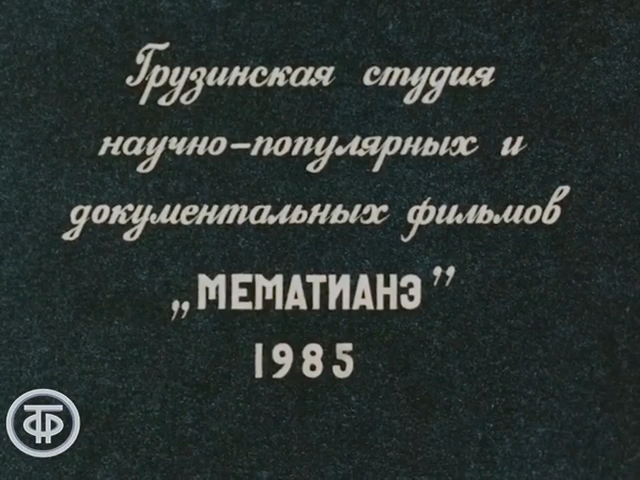 Грузинская студия
научно-популярных и
документальных фильмов
„МЕМАТИАНЭ”
1985